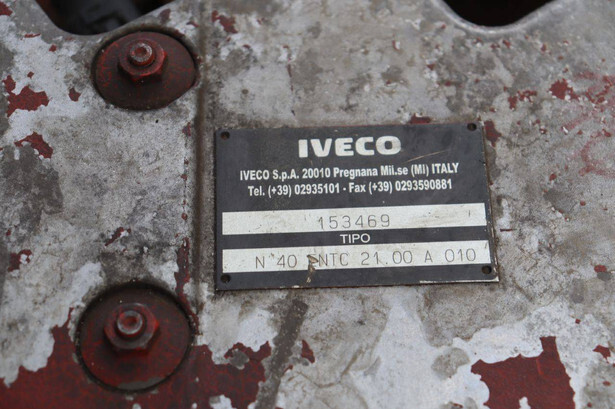 IVECO
IVECO S.p.A. 20010 Pregnana Mil.se (Mi) ITALY
Tel. (+39) 02935101 - Fax (+39) 0293590881
153469
TIPO
N°40 ENTC 21.00 A 010